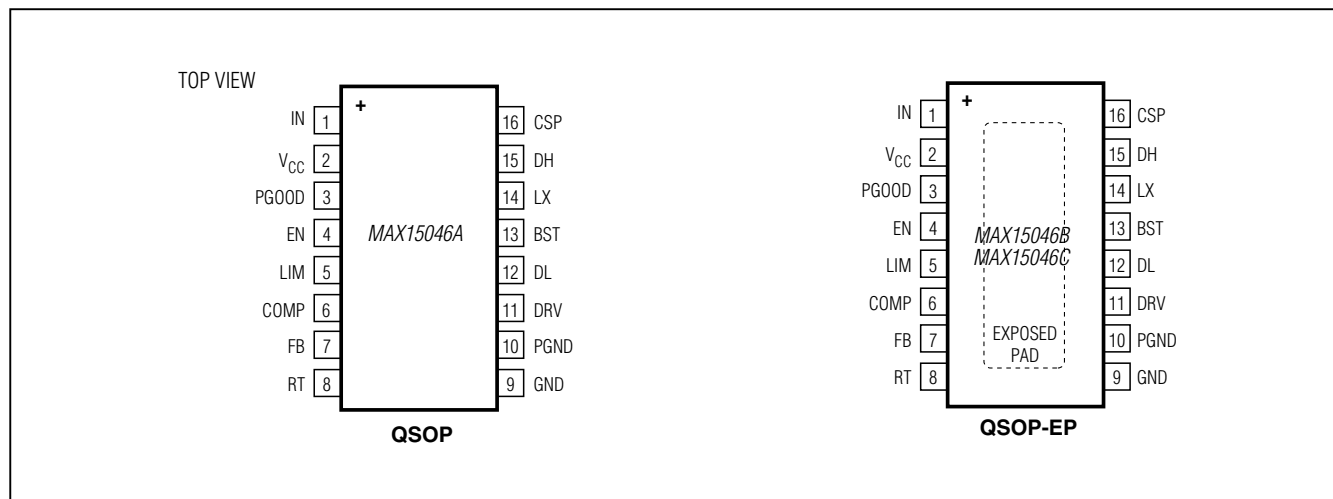 TOP VIEW
+
IN 1
VCC 2
PGOOD 3
EN 4
LIM 5
COMP 6
FB 7
RT 8
MAX15046A
16 CSP
15 DH
14 LX
13 BST
12 DL
11 DRV
10 PGND
9 GND
QSOP
+
IN 1
VCC 2
PGOOD 3
EN 4
LIM 5
COMP 6
FB 7
RT 8
MAX15046B
MAX15046C
EXPOSED
PAD
16 CSP
15 DH
14 LX
13 BST
12 DL
11 DRV
10 PGND
9 GND
QSOP-EP